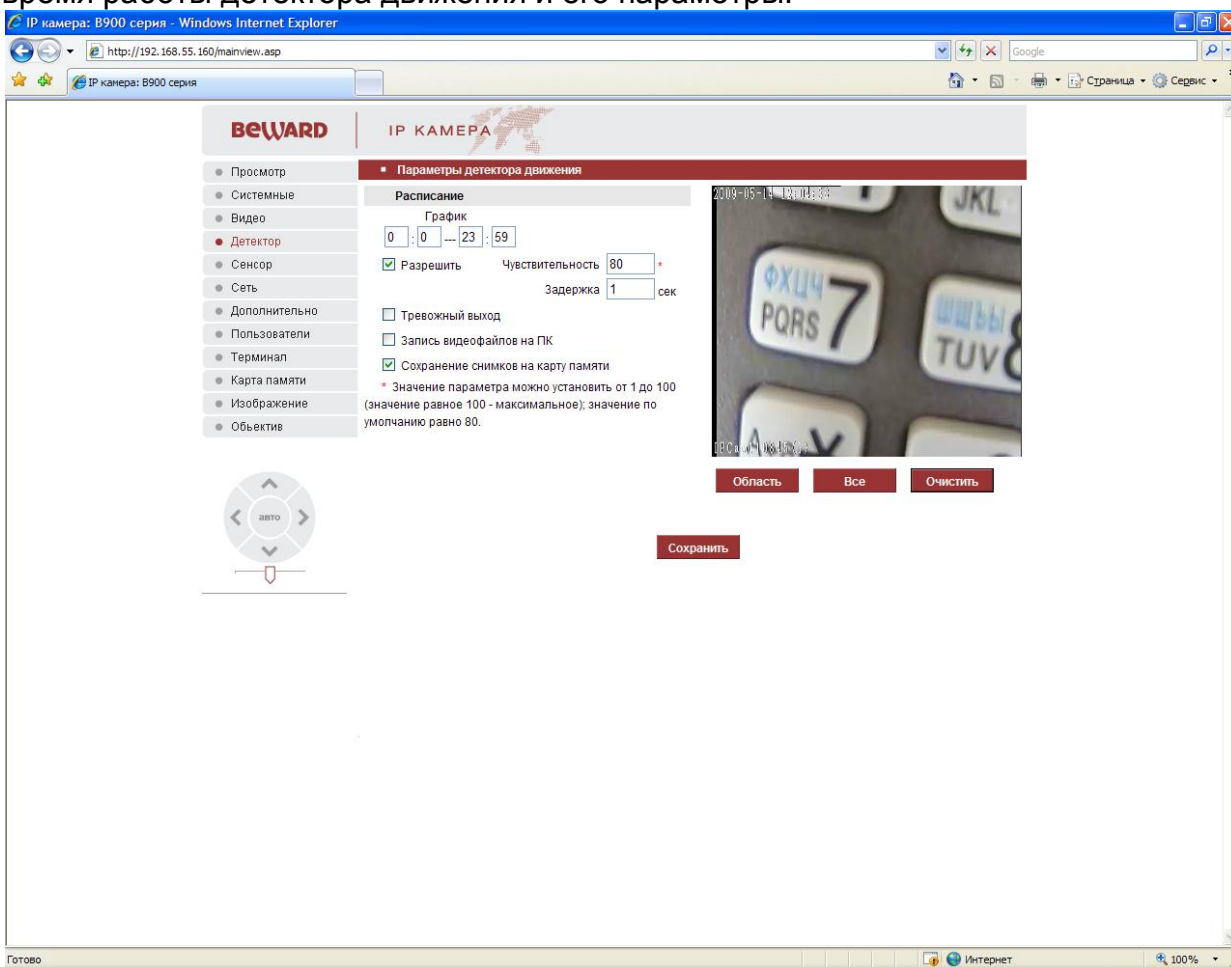 время работы детектора движения и его параметры.
IP камера: B900 серия - Windows Internet Explorer
http://192.168.55.160/mainview.asp
Google
IP камера: B900 серия
Страница
Сервис
BEWARD
IP КАМЕРА
Просмотр
Системные
Видео
Детектор
Сенсор
Сеть
Дополнительно
Пользователи
Терминал
Карта памяти
Изображение
Объектив
авто
Параметры детектора движения
Расписание
График
0 : 0 --- 23 : 59
Разрешить Чувствительность 80 *
Задержка 1 сек
Тревожный выход
Запись видеофайлов на ПК
Сохранение снимков на карту памяти
* Значение параметра можно установить от 1 до 100
(значение равное 100 - максимальное); значение по
умолчанию равно 80.
JKL
ФХЦЧ
PQRS 7
ШЩЬЫ
TUV 8
Область Все Очистить
Сохранить
Готово
Интернет
100%